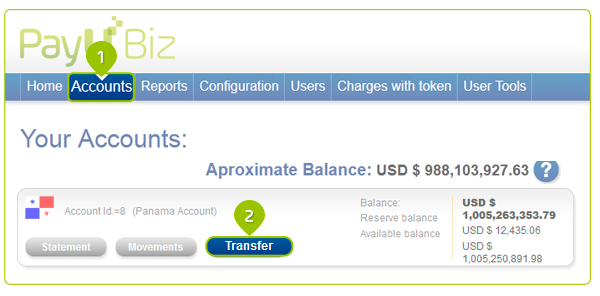 PayU Biz
1
Home Accounts Reports Configuration Users Charges with token User Tools
Your Accounts:
Aproximate Balance: USD $ 988,103,927.63 ?
Account Id.=8 (Panama Account)
2
Statement Movements Transfer
Balance: USD $
1,005,263,353.79
Reserve balance USD $ 12,435.06
Available balance USD $
1,005,250,891.98